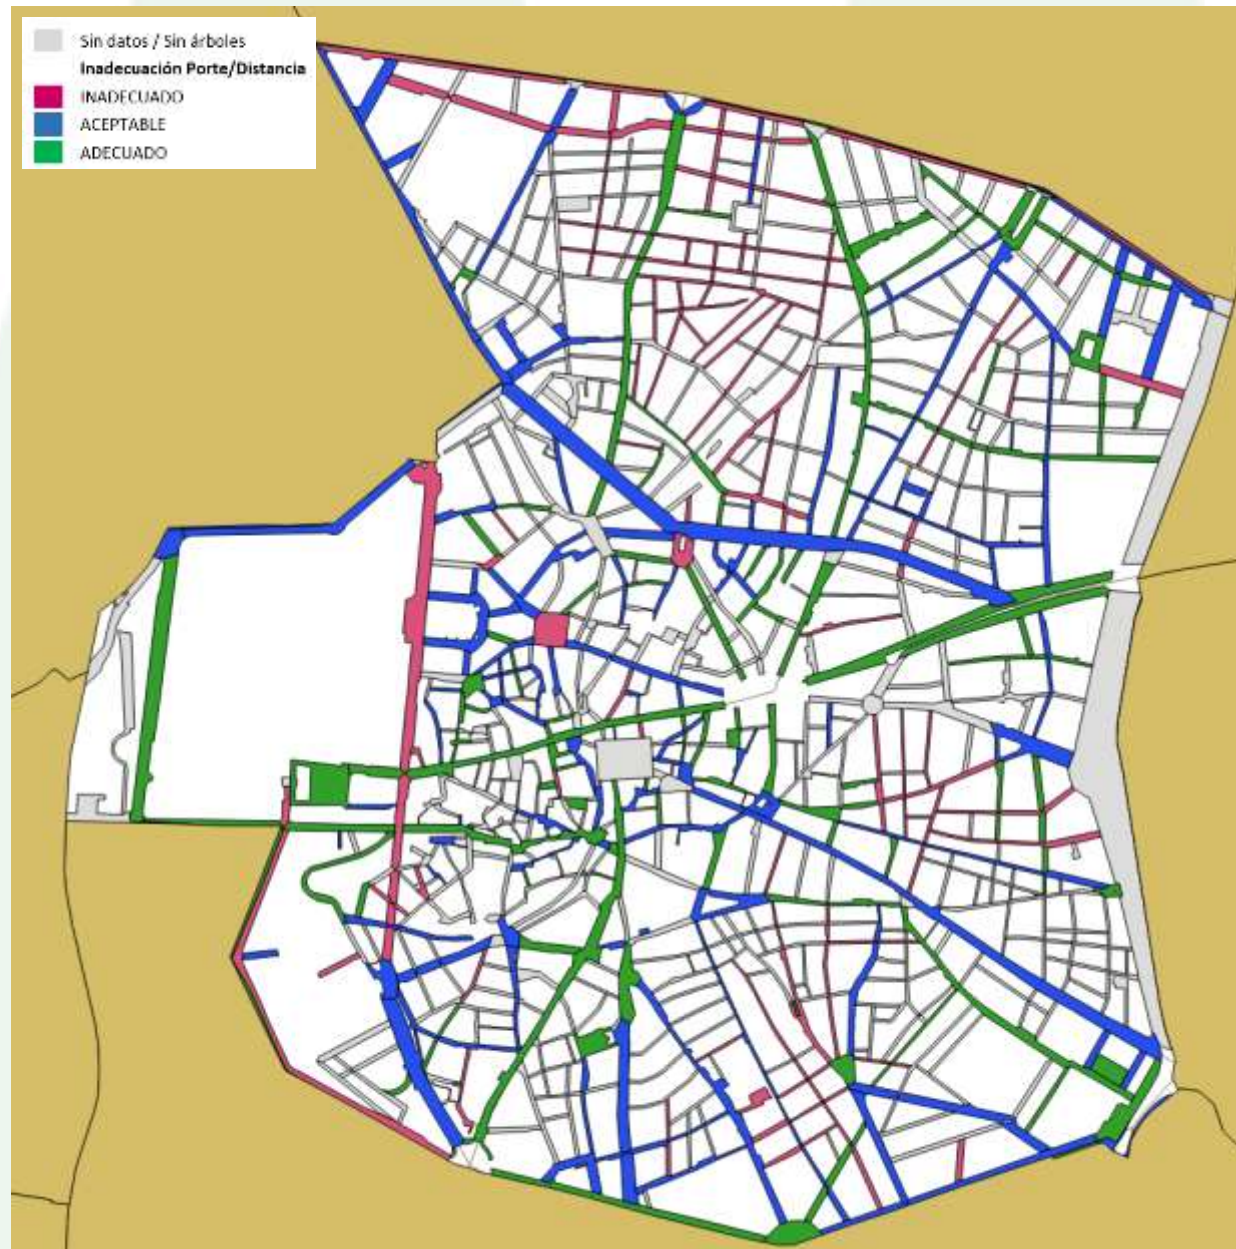 Sin datos / Sin árboles
Inadecuación Porte/Distancia
INADECUADO
ACEPTABLE
ADECUADO